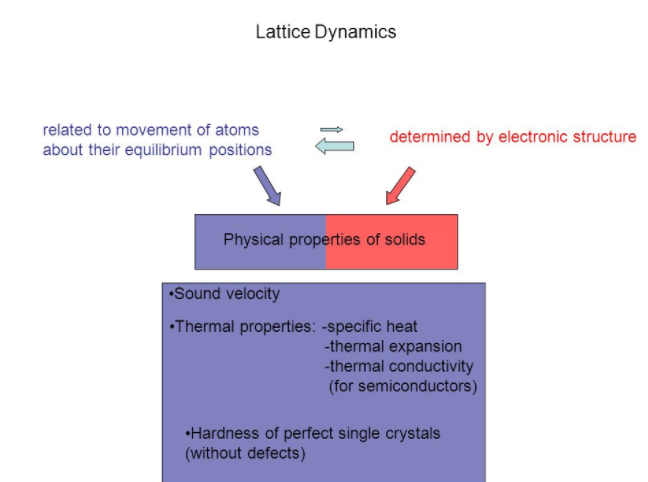 Lattice Dynamics
related to movement of atoms
about their equilibrium positions
determined by electronic structure
Physical properties of solids
•Sound velocity
•Thermal properties: -specific heat
-thermal expansion
-thermal conductivity
(for semiconductors)
•Hardness of perfect single crystals
(without defects)